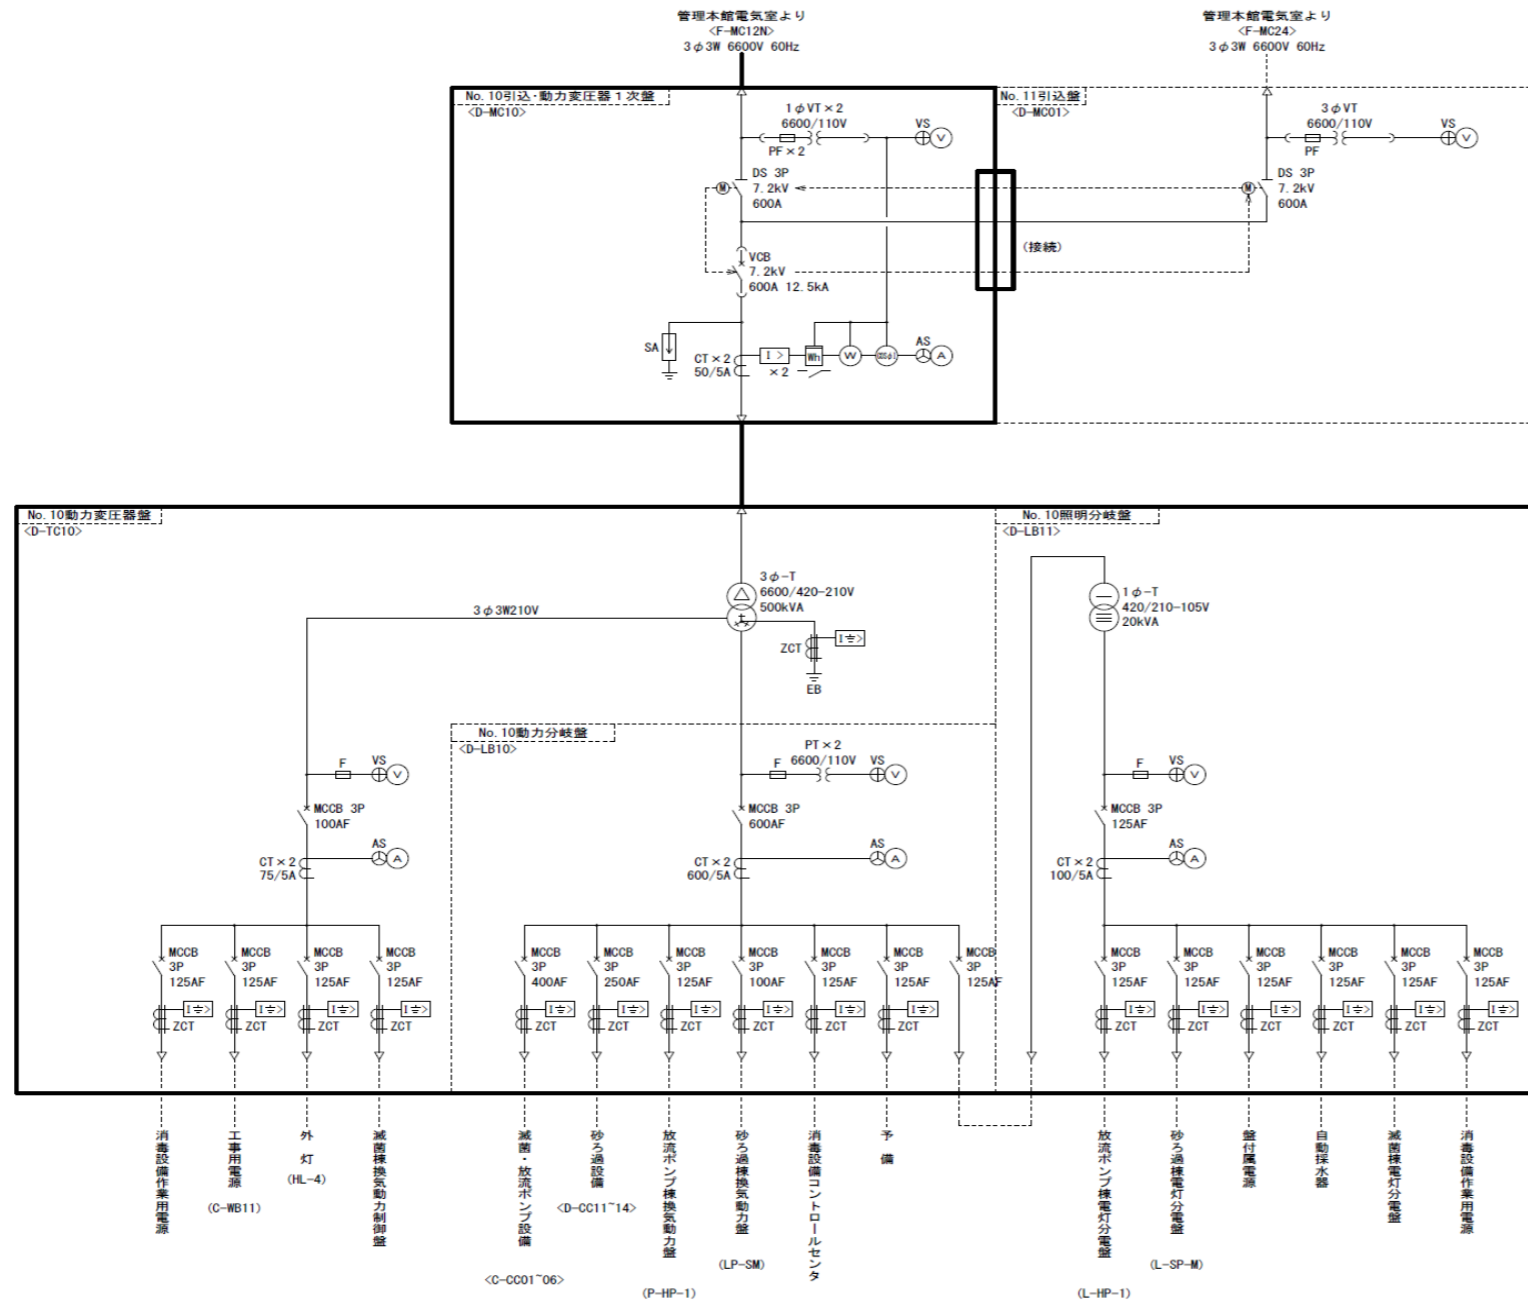 管理本館電気室より
<F-MC12N>
3φ3W 6600V 60Hz
管理本館電気室より
<F-MC24>
3φ3W 6600V 60Hz
No.10引込・動力変圧器1次盤
<D-MC10>
1φVT×2
6600/110V
PF×2
VS
V
DS 3P
7.2kV
600A
M
VCB
7.2kV
600A 12.5kA
SA
CT×2
50/5A
I >
×2
Wh
W
cosφ
AS
A
No.11引込盤
<D-MC01>
3φVT
6600/110V
PF
VS
V
M
DS 3P
7.2kV
600A
(接続)
No.10動力変圧器盤
<D-TC10>
3φ-T
6600/420-210V
500kVA
3φ3W210V
ZCT
I⏚>
EB
F
VS
V
MCCB 3P
100AF
CT×2
75/5A
AS
A
MCCB
3P
125AF
I⏚>
ZCT
MCCB
3P
125AF
I⏚>
ZCT
MCCB
3P
125AF
I⏚>
ZCT
MCCB
3P
125AF
I⏚>
ZCT
No.10動力分岐盤
<D-LB10>
PT×2
6600/110V
F
VS
V
MCCB 3P
600AF
CT×2
600/5A
AS
A
MCCB
3P
400AF
I⏚>
ZCT
MCCB
3P
250AF
I⏚>
ZCT
MCCB
3P
125AF
I⏚>
ZCT
MCCB
3P
100AF
I⏚>
ZCT
MCCB
3P
125AF
I⏚>
ZCT
MCCB
3P
125AF
I⏚>
ZCT
MCCB
3P
125AF
No.10照明分岐盤
<D-LB11>
1φ-T
420/210-105V
20kVA
F
VS
V
MCCB 3P
125AF
CT×2
100/5A
AS
A
MCCB
3P
125AF
I⏚>
ZCT
MCCB
3P
125AF
I⏚>
ZCT
MCCB
3P
125AF
I⏚>
ZCT
MCCB
3P
125AF
I⏚>
ZCT
MCCB
3P
125AF
I⏚>
ZCT
MCCB
3P
125AF
I⏚>
ZCT
消毒設備作業用電源
工事用電源
(C-WB11)
外灯
(HL-4)
滅菌棟換気動力制御盤
滅菌・放流ポンプ設備
<C-CC01~06>
砂ろ過設備
<D-CC11~14>
放流ポンプ棟換気動力盤
(P-HP-1)
砂ろ過棟換気動力盤
(LP-SM)
消毒設備コントロールセンタ
予備
放流ポンプ棟電灯分電盤
(L-HP-1)
砂ろ過棟電灯分電盤
(L-SP-M)
盤付属電源
自動採水器
滅菌棟電灯分電盤
消毒設備作業用電源